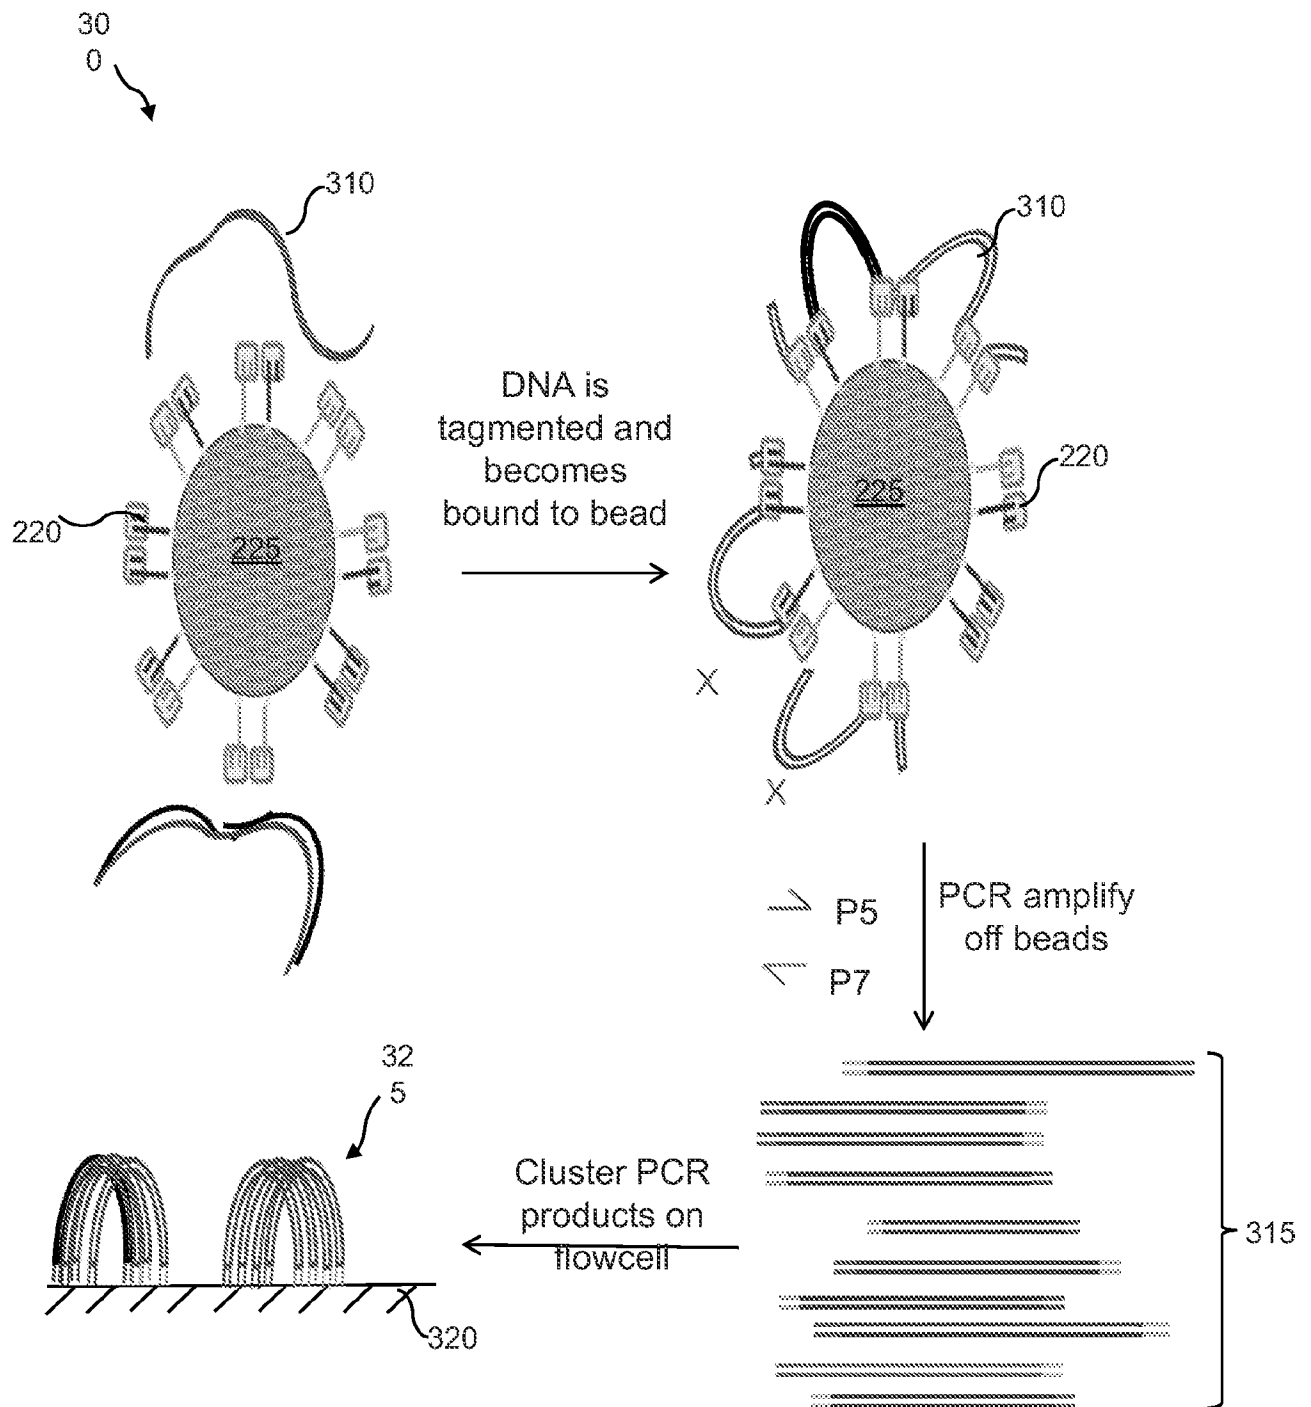 30
0
310
310
DNA is
tagmented and
becomes
bound to bead
220
225
225
220
X
X
P5
P7
PCR amplify
off beads
32
5
Cluster PCR
products on
flowcell
315
320